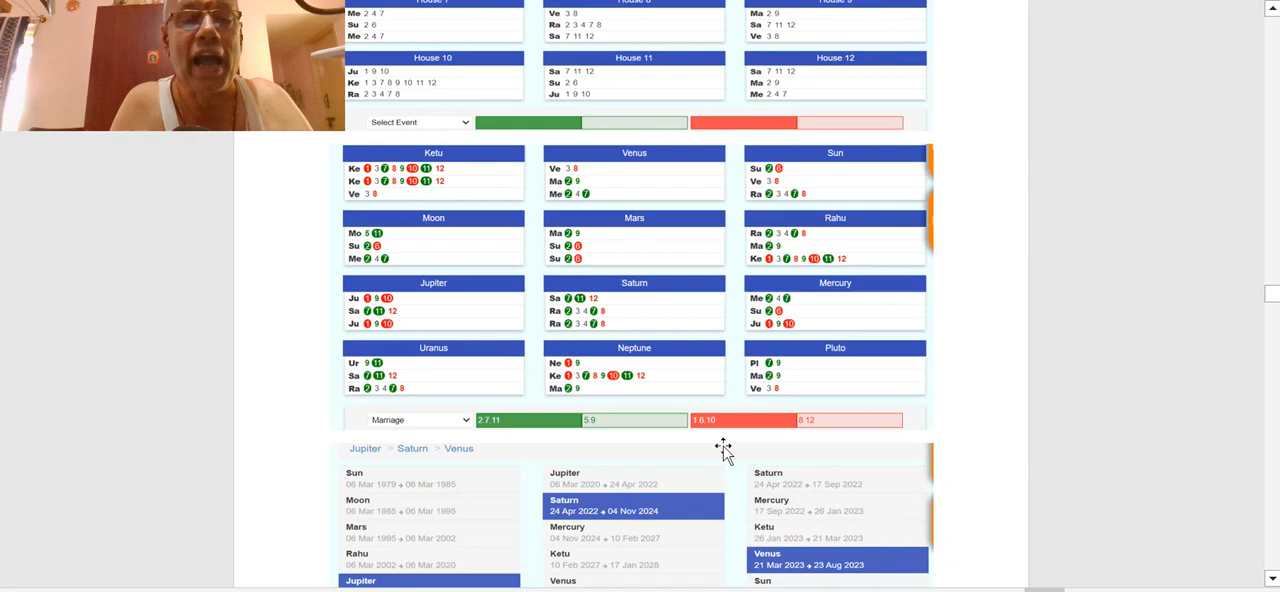 House 7 House 8 House 9
Me 2 4 7 Ve 3 8 Ma 2 9
Su 2 6 Ra 2 3 4 7 8 Sa 7 11 12
Me 2 4 7 Sa 7 11 12 Ve 3 8
House 10 House 11 House 12
Ju 1 9 10 Sa 7 11 12 Sa 7 11 12
Ke 1 3 7 8 9 10 11 12 Su 2 6 Ma 2 9
Ra 2 3 4 7 8 Ju 1 9 10 Me 2 4 7
Select Event
Ketu Venus Sun
Ke 1 3 7 8 9 10 11 12 Ve 3 8 Su 2 6
Ke 1 3 7 8 9 10 11 12 Ma 2 9 Ve 3 8
Ve 3 8 Me 2 4 7 Ra 2 3 4 7 8
Moon Mars Rahu
Mo 5 11 Ma 2 9 Ra 2 3 4 7 8
Su 2 6 Su 2 6 Ma 2 9
Me 2 4 7 Su 2 6 Ke 1 3 7 8 9 10 11 12
Jupiter Saturn Mercury
Ju 1 9 10 Sa 7 11 12 Me 2 4 7
Sa 7 11 12 Ra 2 3 4 7 8 Su 2 6
Ju 1 9 10 Ra 2 3 4 7 8 Ju 1 9 10
Uranus Neptune Pluto
Ur 9 11 Ne 1 9 Pl 7 9
Sa 7 11 12 Ke 1 3 7 8 9 10 11 12 Ma 2 9
Ra 2 3 4 7 8 Ma 2 9 Ve 3 8
Marriage 2.7.11 5.9 1.6.10 8.12
Jupiter > Saturn > Venus
Sun Jupiter Saturn
06 Mar 1979 → 06 Mar 1985 06 Mar 2020 → 24 Apr 2022 24 Apr 2022 → 17 Sep 2022
Moon Saturn Mercury
06 Mar 1985 → 06 Mar 1995 24 Apr 2022 → 04 Nov 2024 17 Sep 2022 → 26 Jan 2023
Mars Mercury Ketu
06 Mar 1995 → 06 Mar 2002 04 Nov 2024 → 10 Feb 2027 26 Jan 2023 → 21 Mar 2023
Rahu Ketu Venus
06 Mar 2002 → 06 Mar 2020 10 Feb 2027 → 17 Jan 2028 21 Mar 2023 → 23 Aug 2023
Jupiter Venus Sun